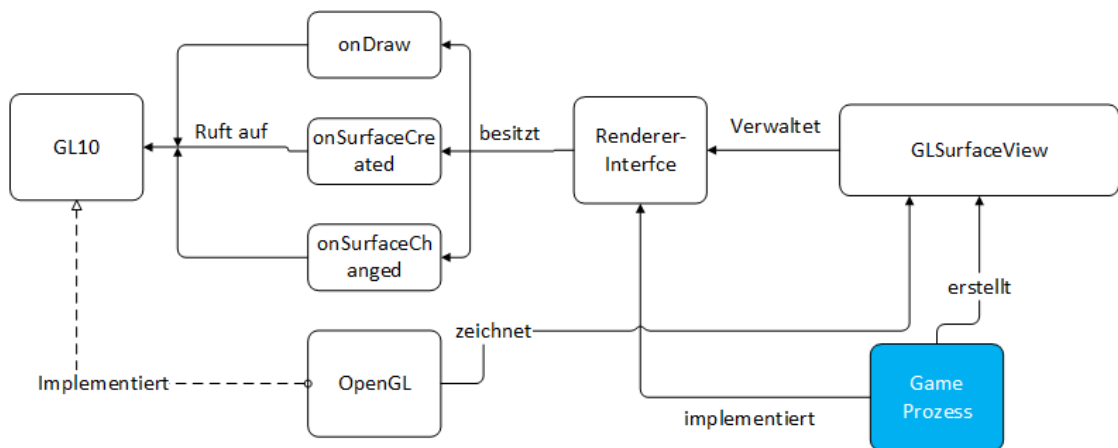 onDraw
GL10
Ruft auf
onSurfaceCre
ated
besitzt
Renderer-
Interfce
Verwaltet
GLSurfaceView
onSurfaceCh
anged
erstellt
zeichnet
Implementiert
OpenGL
implementiert
Game
Prozess